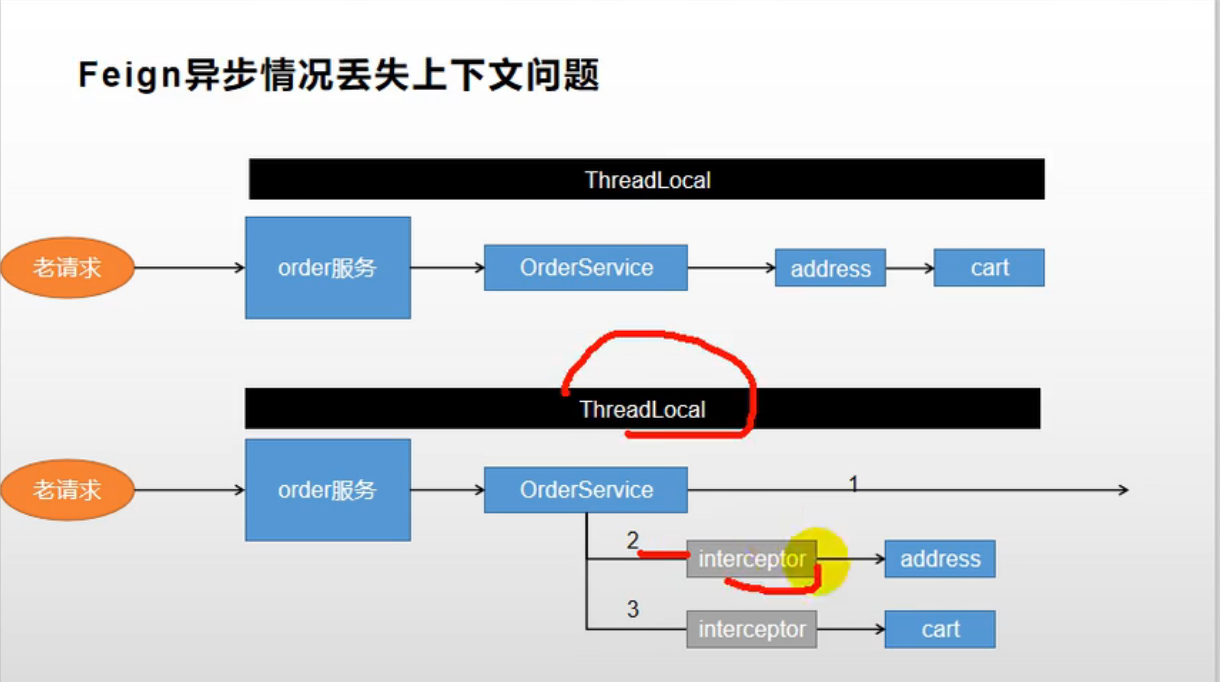 Feign异步情况丢失上下文问题
ThreadLocal
老请求
order服务
OrderService
address
cart
ThreadLocal
老请求
order服务
OrderService
1
2
interceptor
address
3
interceptor
cart